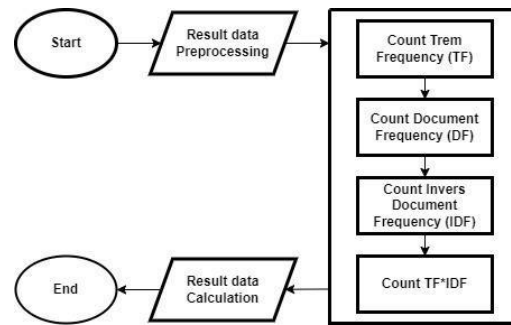 Start
Result data
Preprocessing
Count Trem
Frequency (TF)
Count Document
Frequency (DF)
Count Invers
Document
Frequency (IDF)
Count TF*IDF
Result data
Calculation
End